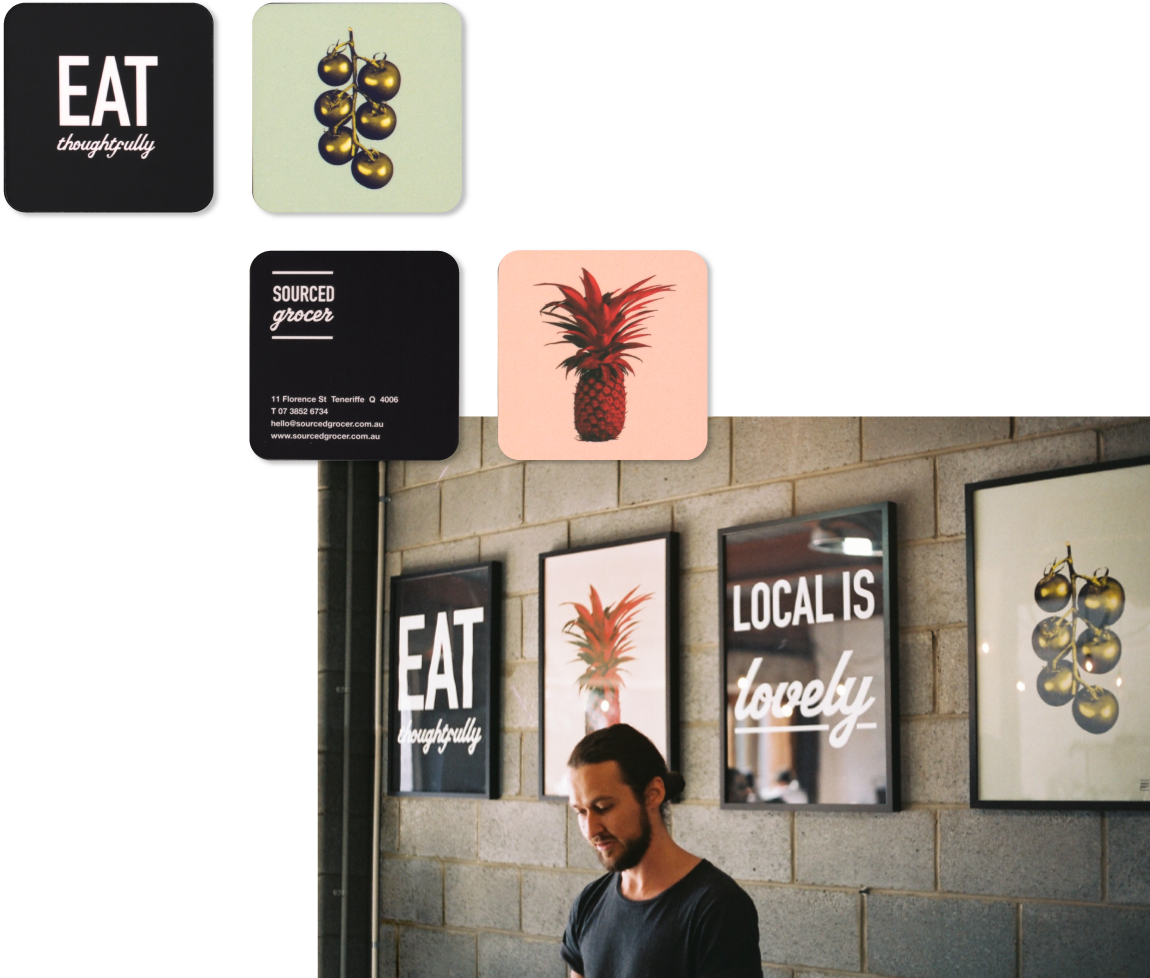 EAT
thoughtfully
SOURCED
grocer
11 Florence St  Teneriffe  Q  4006
T 07 3852 6734
hello@sourcedgrocer.com.au
www.sourcedgrocer.com.au
EAT
thoughtfully
LOCAL IS
lovely